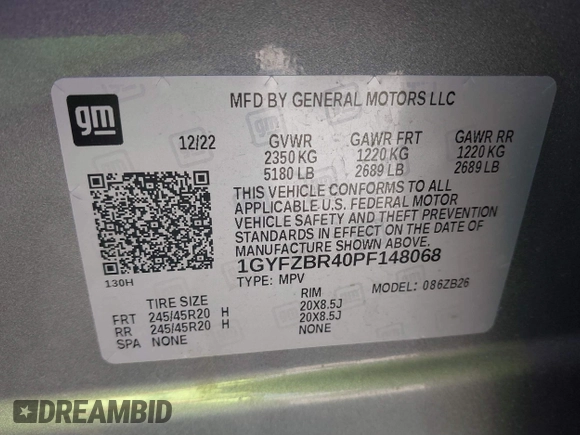 gm
MFD BY GENERAL MOTORS LLC
12/22 GVWR GAWR FRT GAWR RR
2350 KG 1220 KG 1220 KG
5180 LB 2689 LB 2689 LB
THIS VEHICLE CONFORMS TO ALL
APPLICABLE U.S. FEDERAL MOTOR
VEHICLE SAFETY AND THEFT PREVENTION
STANDARDS IN EFFECT ON THE DATE OF
MANUFACTURE SHOWN ABOVE.
1GYFZBR40PF148068
130H
TYPE: MPV MODEL: 086ZB26
TIRE SIZE RIM
FRT 245/45R20 H 20X8.5J
RR 245/45R20 H 20X8.5J
SPA NONE NONE
DREAMBID